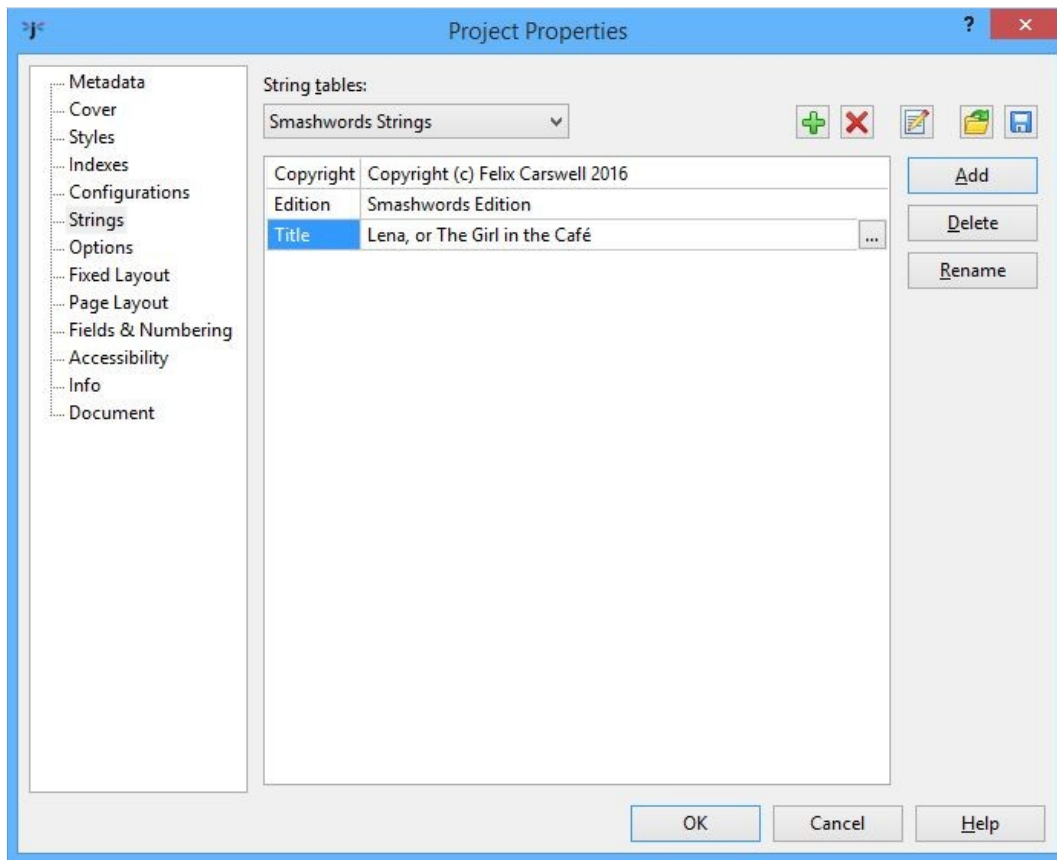 Project Properties
?
Metadata
Cover
Styles
Indexes
Configurations
Strings
Options
Fixed Layout
Page Layout
Fields & Numbering
Accessibility
Info
Document
String tables:
Smashwords Strings
Copyright Copyright (c) Felix Carswell 2016
Edition Smashwords Edition
Title Lena, or The Girl in the Café ...
Add
Delete
Rename
OK Cancel Help